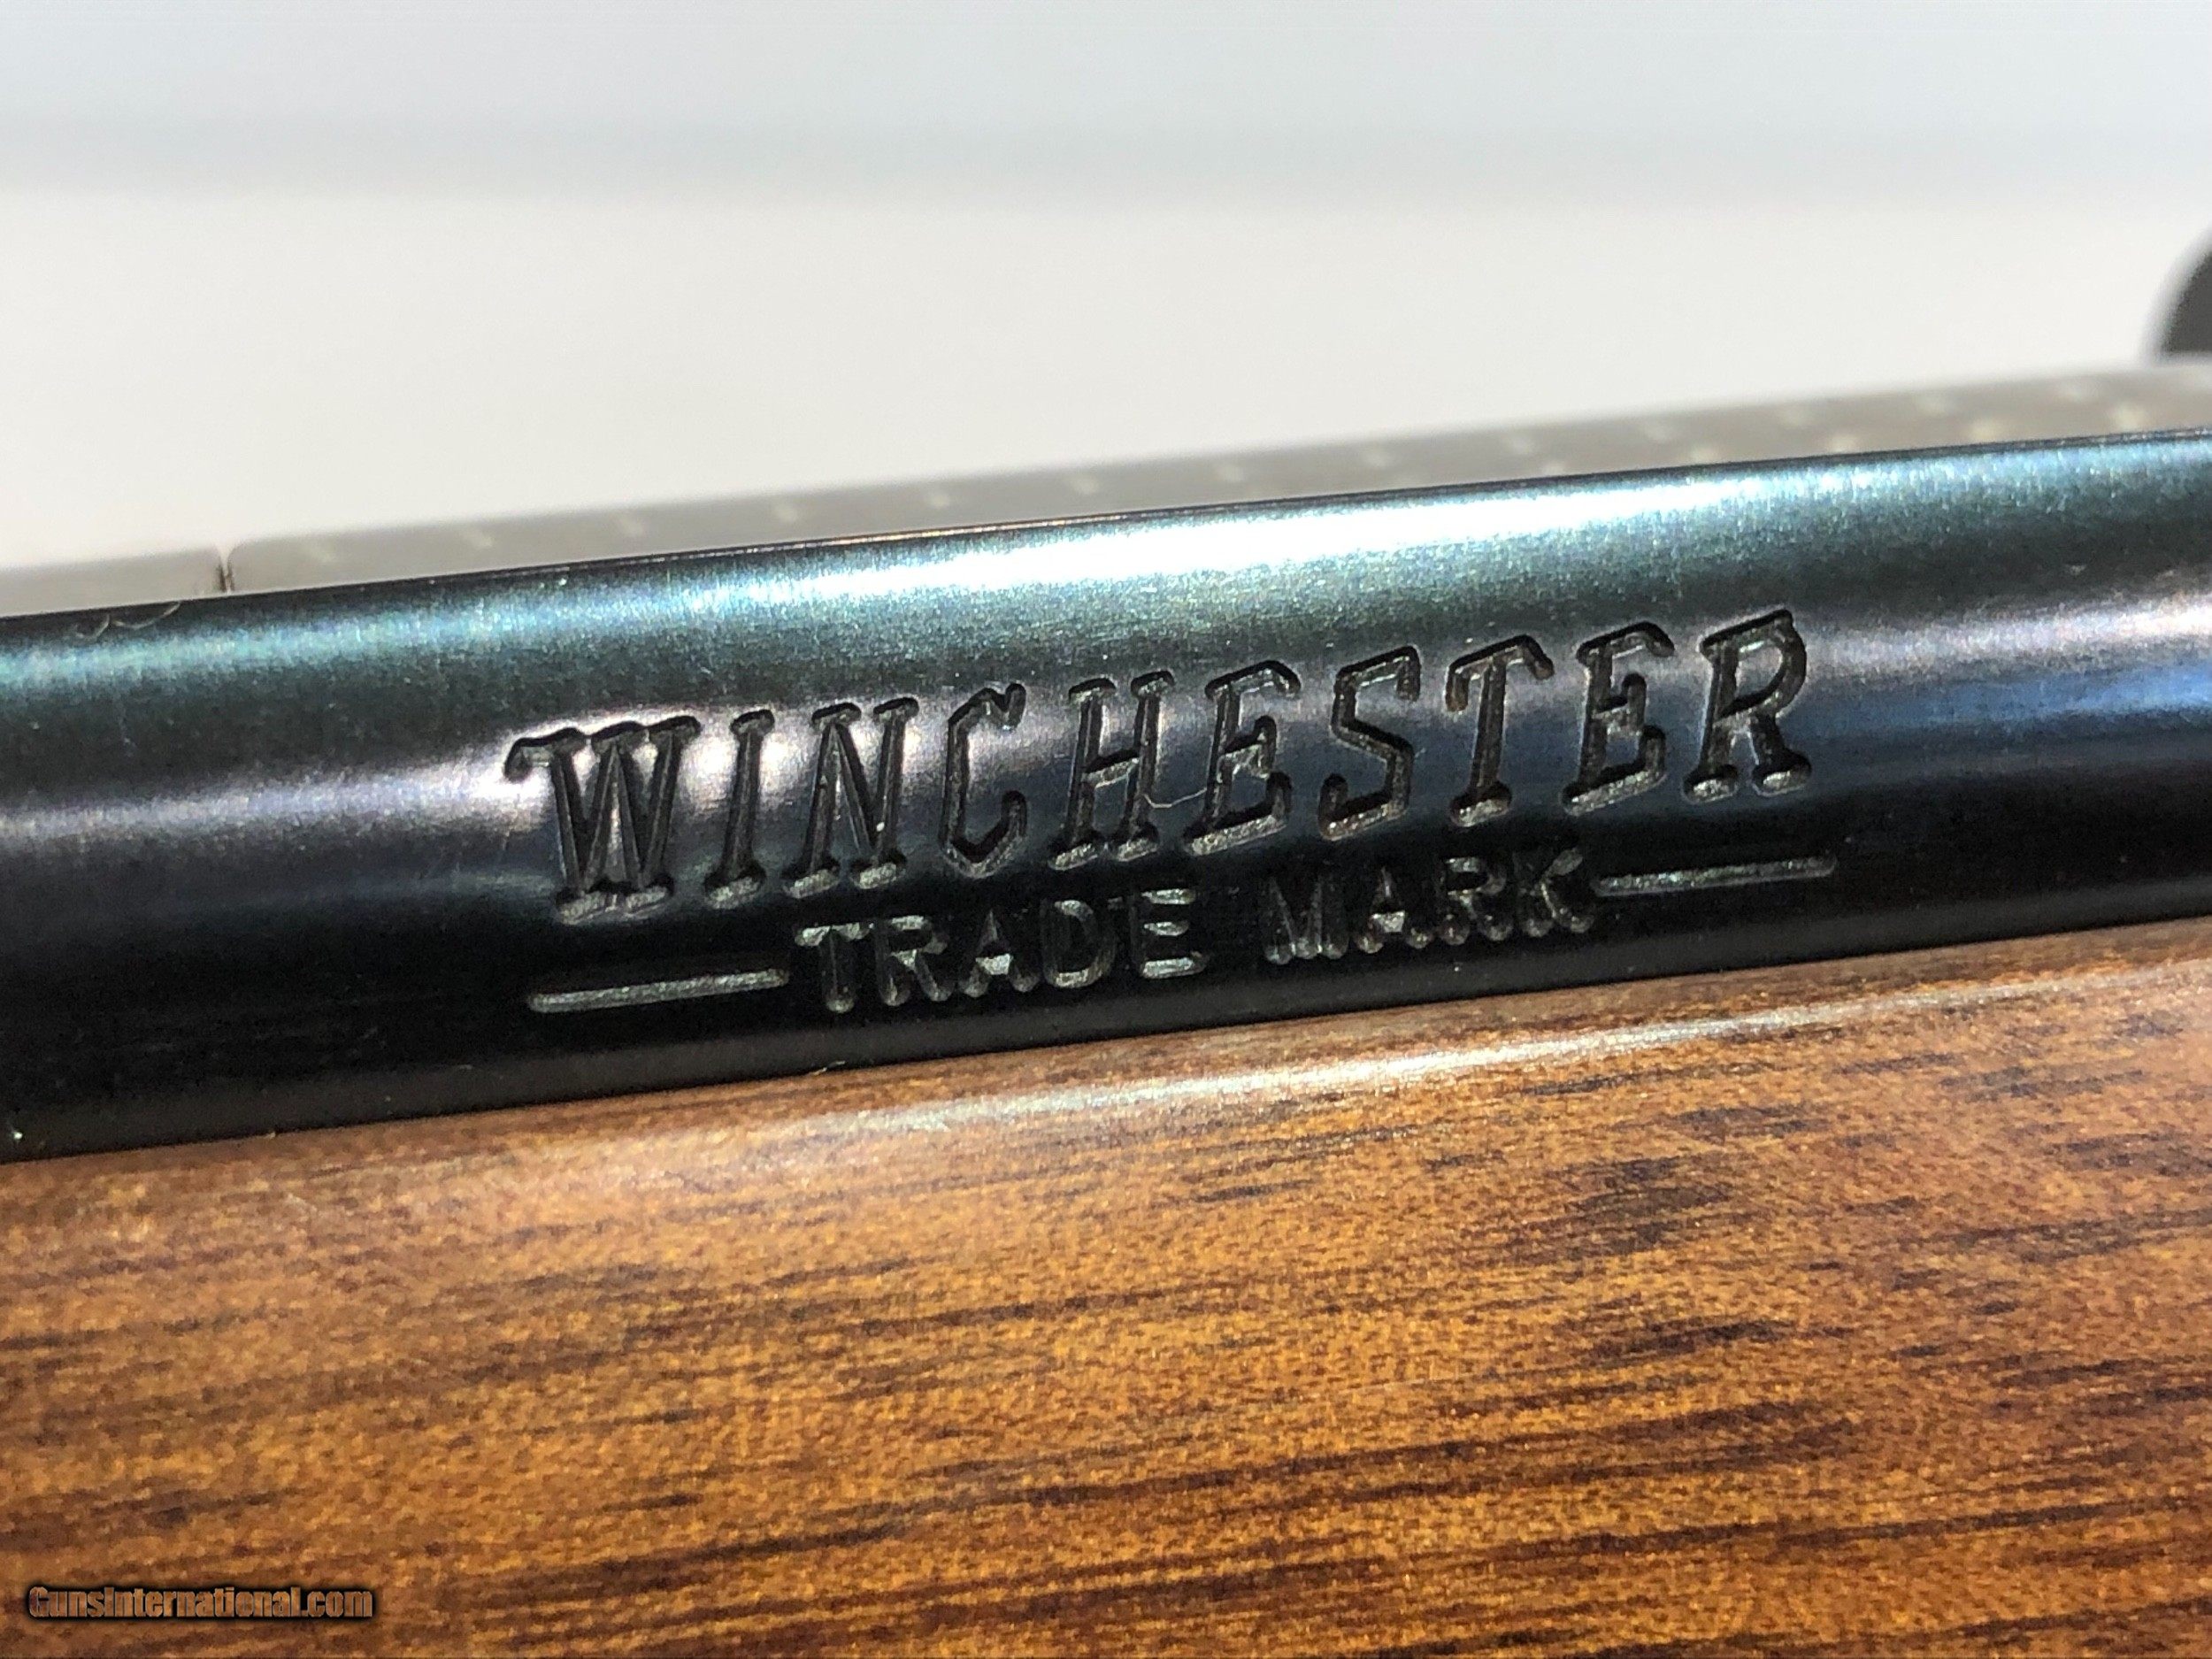 WINCHESTER
— TRADE MARK —
GunsInternational.com